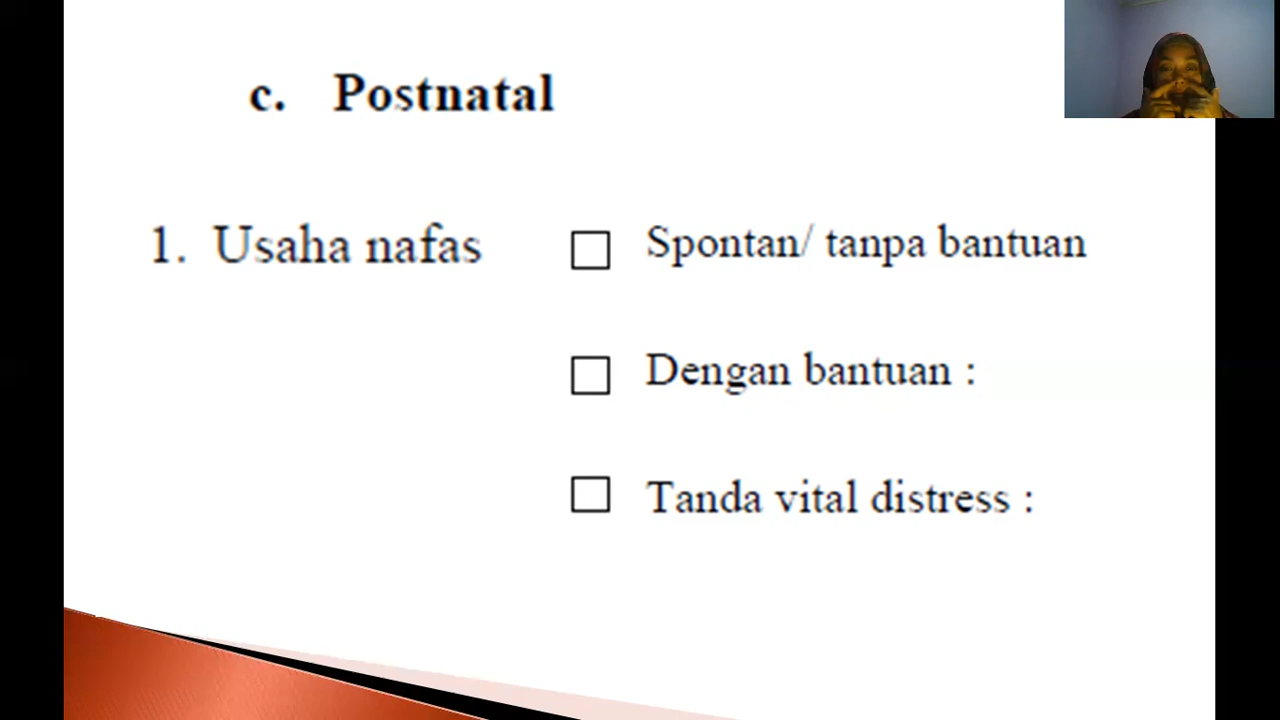 c. Postnatal
1. Usaha nafas
Spontan/ tanpa bantuan
Dengan bantuan :
Tanda vital distress :